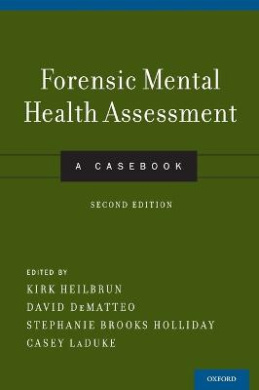 Forensic Mental
Health Assessment
A CASEBOOK
SECOND EDITION
EDITED BY
KIRK HEILBRUN
DAVID DEMATTEO
STEPHANIE BROOKS HOLLIDAY
CASEY LADUKE
OXFORD